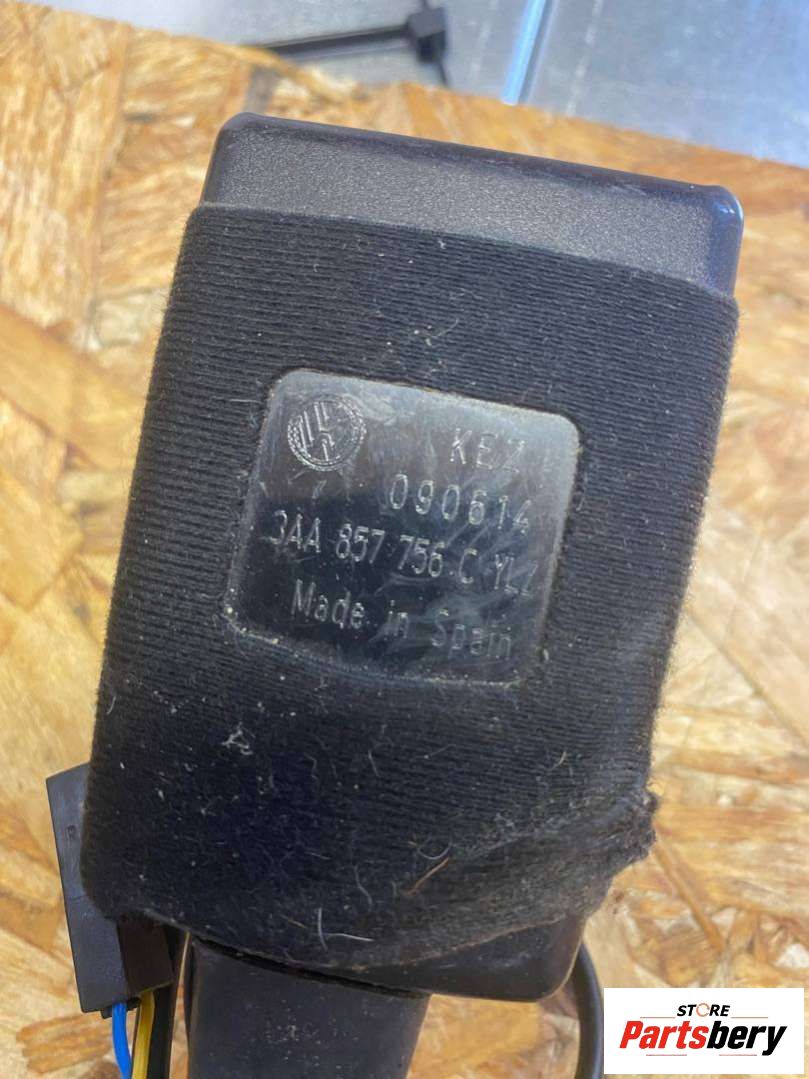 KEZ
090614
3AA 857 756 C YLZ
Made in Spain
STORE
Partsbery